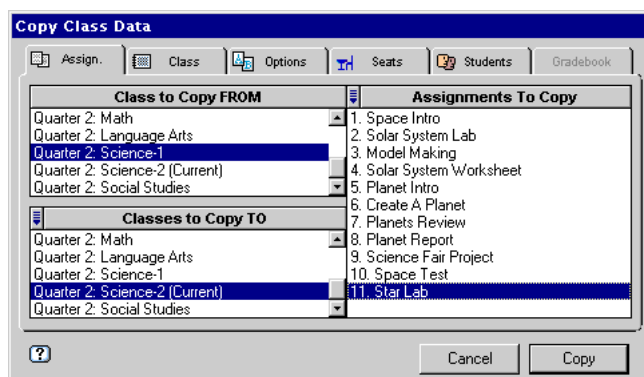 Copy Class Data
Assign. Class Options Seats Students Gradebook
Class to Copy FROM
Quarter 2: Math
Quarter 2: Language Arts
Quarter 2: Science-1
Quarter 2: Science-2 (Current)
Quarter 2: Social Studies
Classes to Copy TO
Quarter 2: Math
Quarter 2: Language Arts
Quarter 2: Science-1
Quarter 2: Science-2 (Current)
Quarter 2: Social Studies
Assignments To Copy
1. Space Intro
2. Solar System Lab
3. Model Making
4. Solar System Worksheet
5. Planet Intro
6. Create A Planet
7. Planets Review
8. Planet Report
9. Science Fair Project
10. Space Test
11. Star Lab
?
Cancel Copy